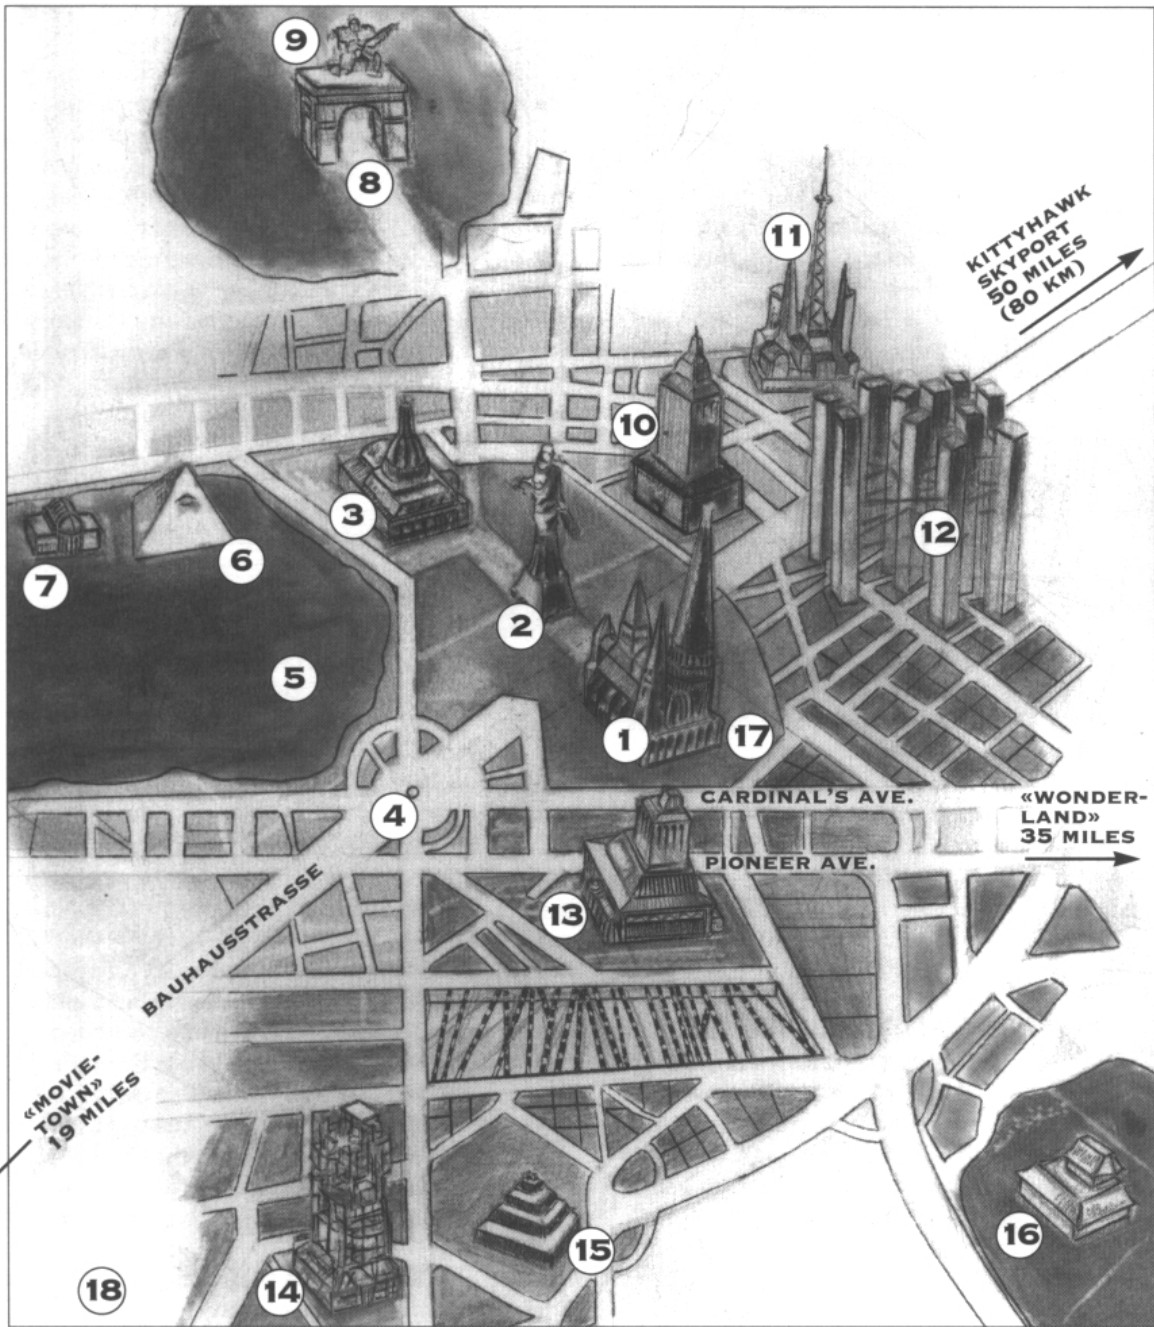 9
8
11
KITTYHAWK
SKYPORT
50 MILES
(80 KM)
10
3
12
6
7
2
5
1
17
4
CARDINAL'S AVE.
«WONDER-
LAND»
35 MILES
PIONEER AVE.
13
BAUHAUSSTRASSE
«MOVIE-
TOWN»
19 MILES
16
15
18
14